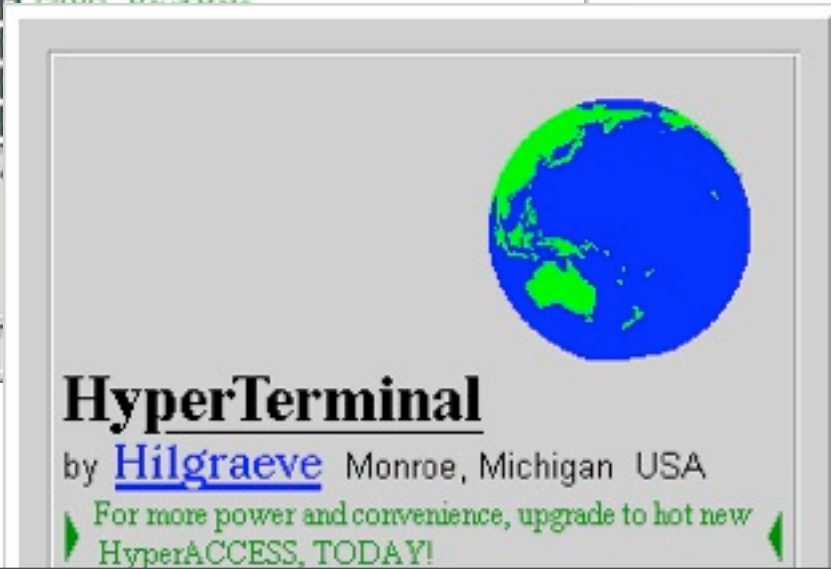 HyperTerminal
by Hilgraeve Monroe, Michigan USA
For more power and convenience, upgrade to hot new
HyperACCESS, TODAY!